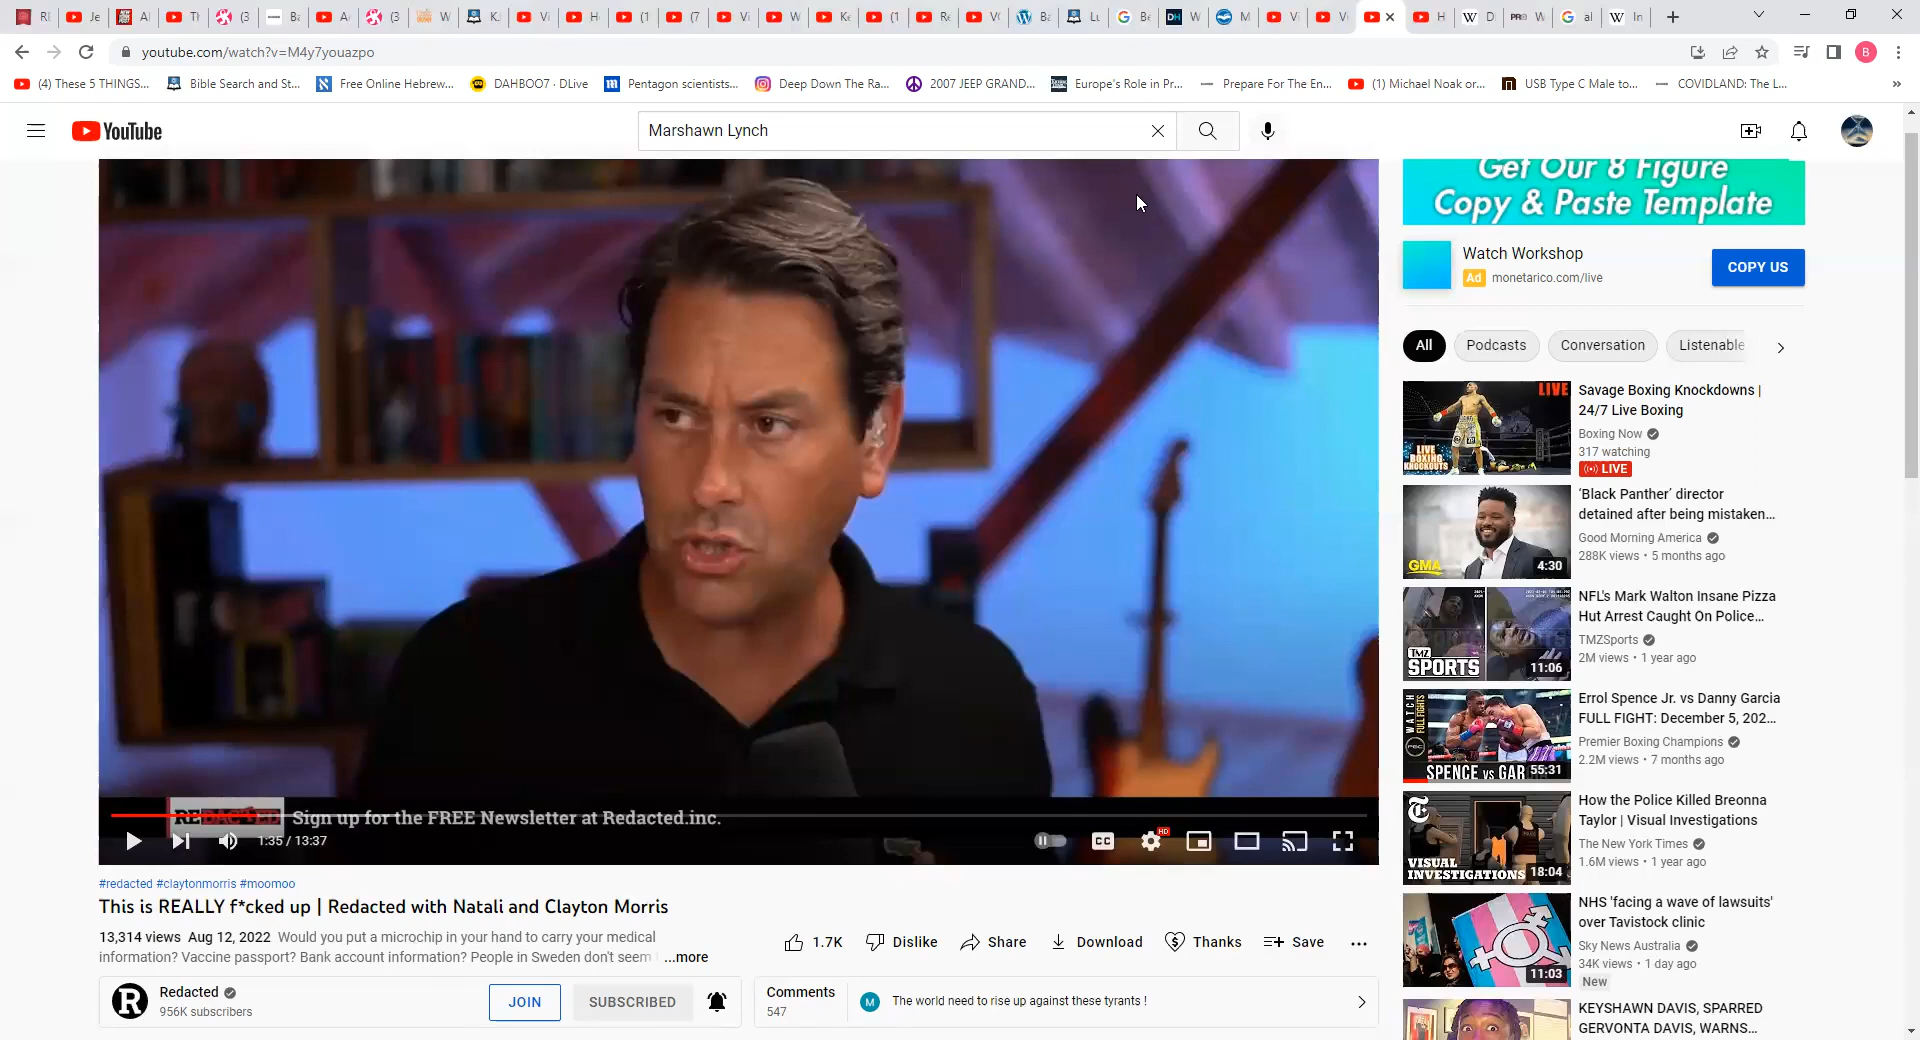 youtube.com/watch?v=M4y7youazpo
(4) These 5 THINGS...
Bible Search and St...
Free Online Hebrew...
DAHBOO7 · DLive
Pentagon scientists...
Deep Down The Ra...
2007 JEEP GRAND...
Europe's Role in Pr...
Prepare For The En...
(1) Michael Noak or...
USB Type C Male to...
COVIDLAND: The L...
YouTube
Marshawn Lynch
Get Our 8 Figure
Copy & Paste Template
Watch Workshop
Ad monetarico.com/live
COPY US
All
Podcasts
Conversation
Listenable
LIVE
LIVE BOXING
KNOCKOUTS
Savage Boxing Knockdowns |
24/7 Live Boxing
Boxing Now
317 watching
LIVE
GMA
4:30
'Black Panther' director
detained after being mistaken...
Good Morning America
288K views • 5 months ago
TMZ
SPORTS
11:06
NFL's Mark Walton Insane Pizza
Hut Arrest Caught On Police...
TMZSports
2M views • 1 year ago
WATCH
FULL FIGHTS
PBC
SPENCE vs GAR
55:31
Errol Spence Jr. vs Danny Garcia
FULL FIGHT: December 5, 202...
Premier Boxing Champions
2.2M views • 7 months ago
VISUAL
INVESTIGATIONS
18:04
How the Police Killed Breonna
Taylor | Visual Investigations
The New York Times
1.6M views • 1 year ago
11:03
NHS 'facing a wave of lawsuits'
over Tavistock clinic
Sky News Australia
34K views • 1 day ago
New
KEYSHAWN DAVIS, SPARRED
GERVONTA DAVIS, WARNS...
REDACTED
Sign up for the FREE Newsletter at Redacted.inc.
1:35 / 13:37
CC
HD
#redacted #claytonmorris #moomoo
This is REALLY f*cked up | Redacted with Natali and Clayton Morris
13,314 views Aug 12, 2022 Would you put a microchip in your hand to carry your medical
information? Vaccine passport? Bank account information? People in Sweden don't seem ...more
1.7K
Dislike
Share
Download
Thanks
Save
R
Redacted
956K subscribers
JOIN
SUBSCRIBED
Comments
547
M
The world need to rise up against these tyrants !